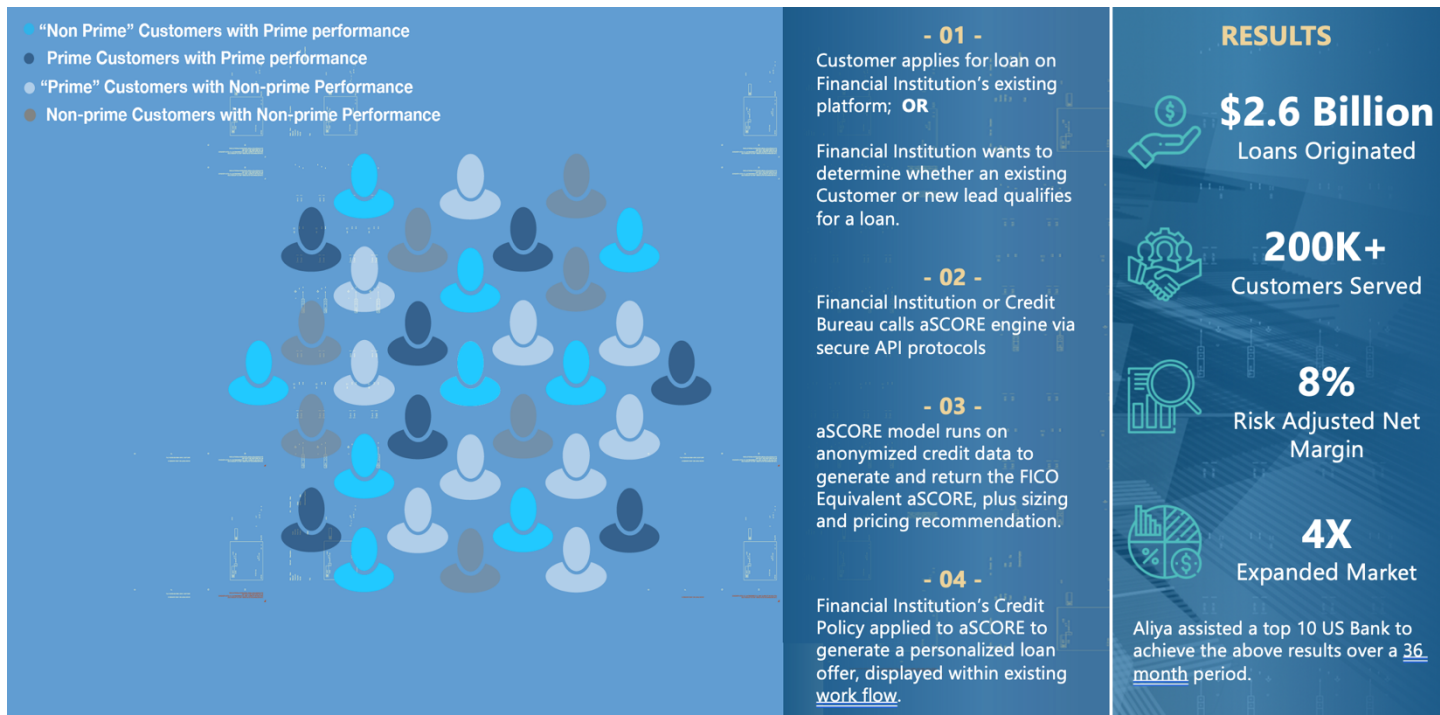 “Non Prime” Customers with Prime performance
Prime Customers with Prime performance
“Prime” Customers with Non-prime Performance
Non-prime Customers with Non-prime Performance
- 01 -
Customer applies for loan on
Financial Institution’s existing
platform; OR
Financial Institution wants to
determine whether an existing
Customer or new lead qualifies
for a loan.
- 02 -
Financial Institution or Credit
Bureau calls aSCORE engine via
secure API protocols
- 03 -
aSCORE model runs on
anonymized credit data to
generate and return the FICO
Equivalent aSCORE, plus sizing
and pricing recommendation.
- 04 -
Financial Institution’s Credit
Policy applied to aSCORE to
generate a personalized loan
offer, displayed within existing
work flow.
RESULTS
$2.6 Billion
Loans Originated
200K+
Customers Served
8%
Risk Adjusted Net
Margin
4X
Expanded Market
Aliya assisted a top 10 US Bank to
achieve the above results over a 36
month period.